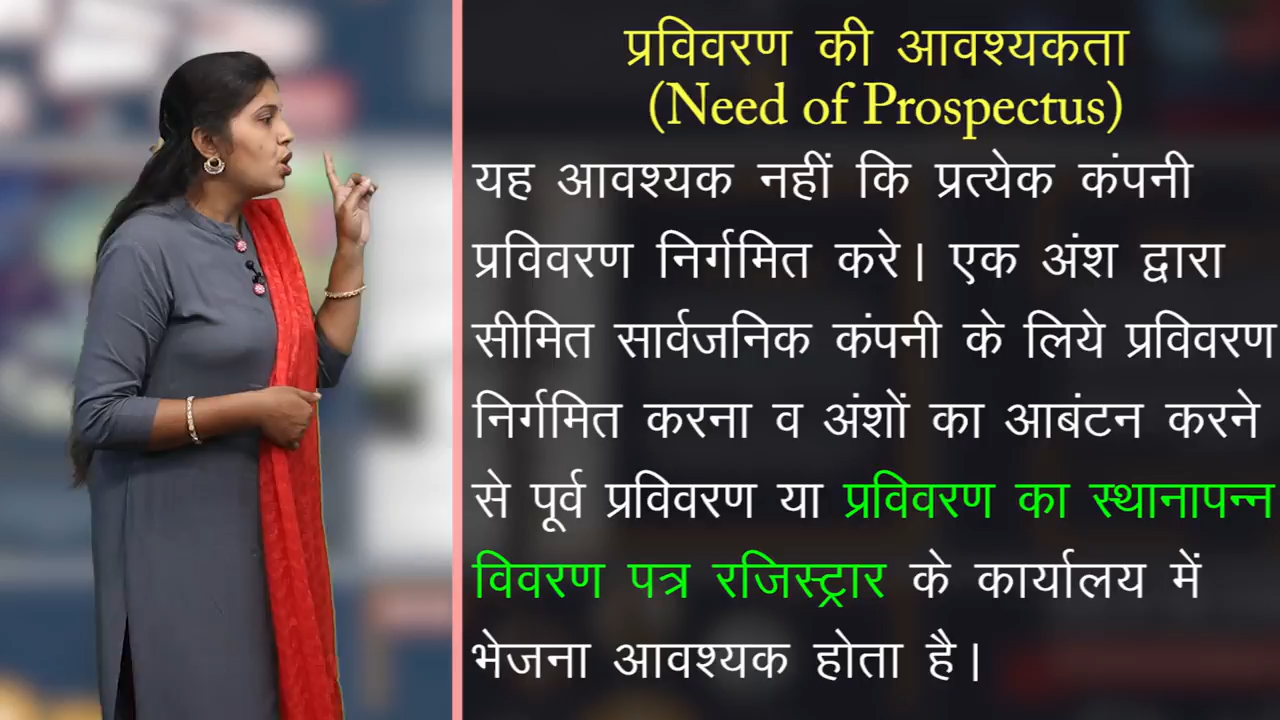 प्रविवरण की आवश्यकता
(Need of Prospectus)
यह आवश्यक नहीं कि प्रत्येक कंपनी
प्रविवरण निर्गमित करे। एक अंश द्वारा
सीमित सार्वजनिक कंपनी के लिये प्रविवरण
निर्गमित करना व अंशों का आबंटन करने
से पूर्व प्रविवरण या प्रविवरण का स्थानापन्न
विवरण पत्र रजिस्ट्रार के कार्यालय में
भेजना आवश्यक होता है।